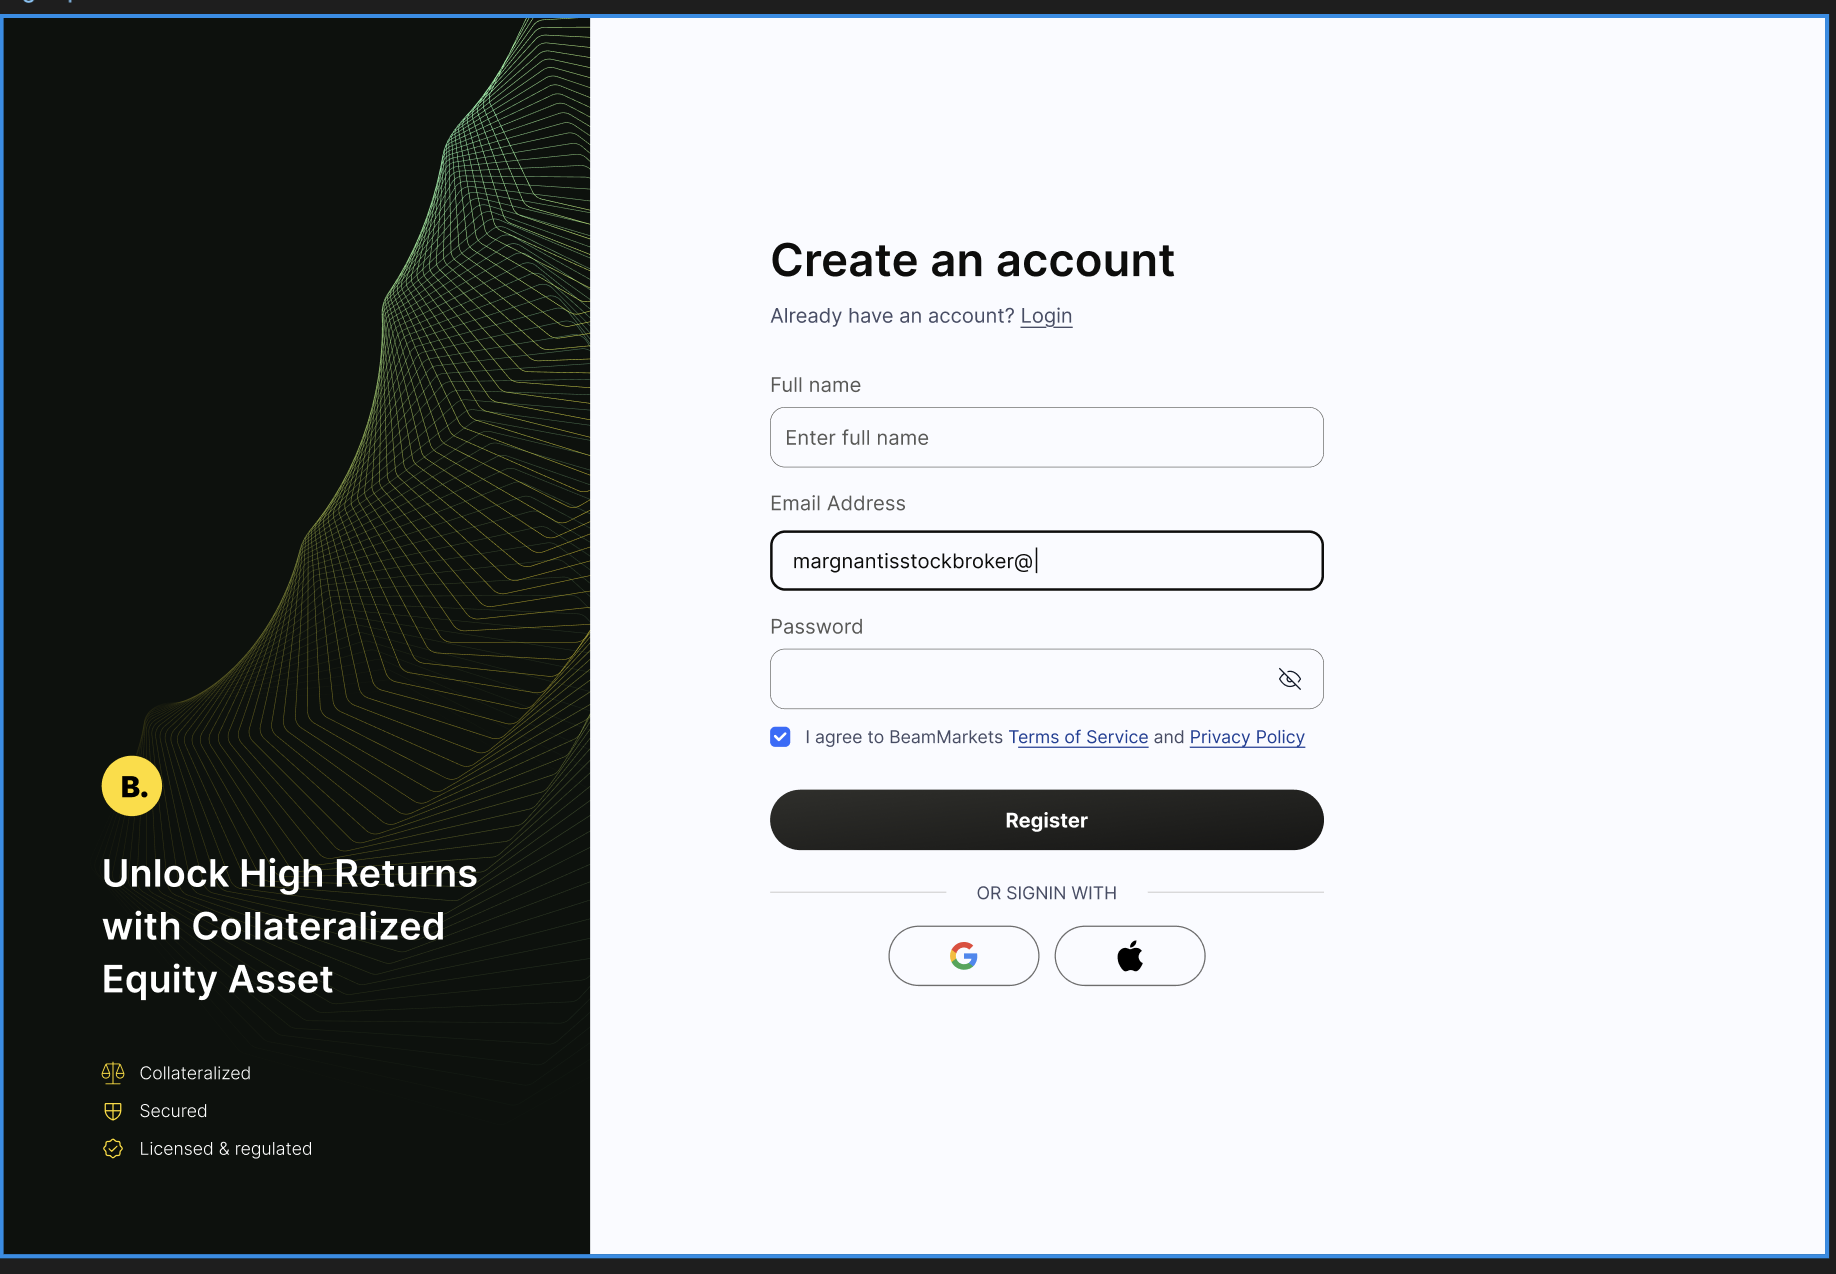 B.
Unlock High Returns
with Collateralized
Equity Asset
Collateralized
Secured
Licensed & regulated
Create an account
Already have an account? Login
Full name
Enter full name
Email Address
margnantisstockbroker@
Password
I agree to BeamMarkets Terms of Service and Privacy Policy
Register
OR SIGNIN WITH